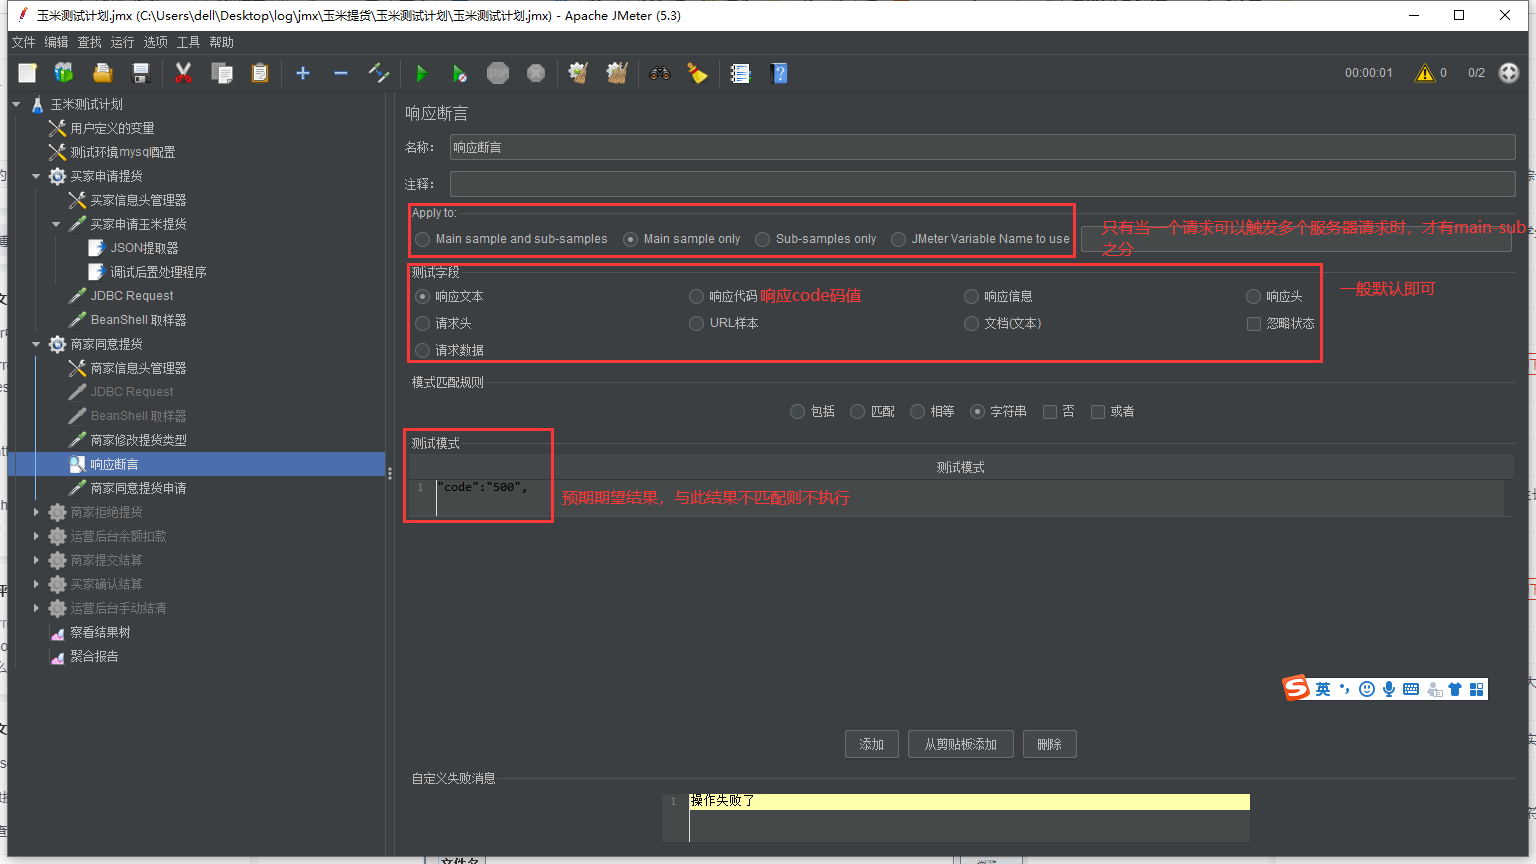 玉米测试计划.jmx (C:\Users\dell\Desktop\log\jmx\玉米提货\玉米测试计划\玉米测试计划.jmx) - Apache JMeter (5.3)
文件 编辑 查找 运行 选项 工具 帮助
00:00:01 0 0/2
玉米测试计划
用户定义的变量
测试环境mysql配置
买家申请提货
买家信息头管理器
买家申请玉米提货
JSON提取器
调试后置处理程序
JDBC Request
BeanShell 取样器
商家同意提货
商家信息头管理器
JDBC Request
BeanShell 取样器
商家修改提货类型
响应断言
商家同意提货申请
商家拒绝提货
运营后台余额扣款
商家提交结算
买家确认结算
运营后台手动结清
察看结果树
聚合报告
响应断言
名称： 响应断言
注释：
Apply to:
Main sample and sub-samples Main sample only Sub-samples only JMeter Variable Name to use
只有当一个请求可以触发多个服务器请求时，才有main-sub
之分
测试字段
响应文本 响应代码 响应code码值 响应信息 响应头
一般默认即可
请求头 URL样本 文档(文本) 忽略状态
请求数据
模式匹配规则
包括 匹配 相等 字符串 否 或者
测试模式
测试模式
1 "code":"500",
预期期望结果，与此结果不匹配则不执行
英
添加 从剪贴板添加 删除
自定义失败消息
1 操作失败了